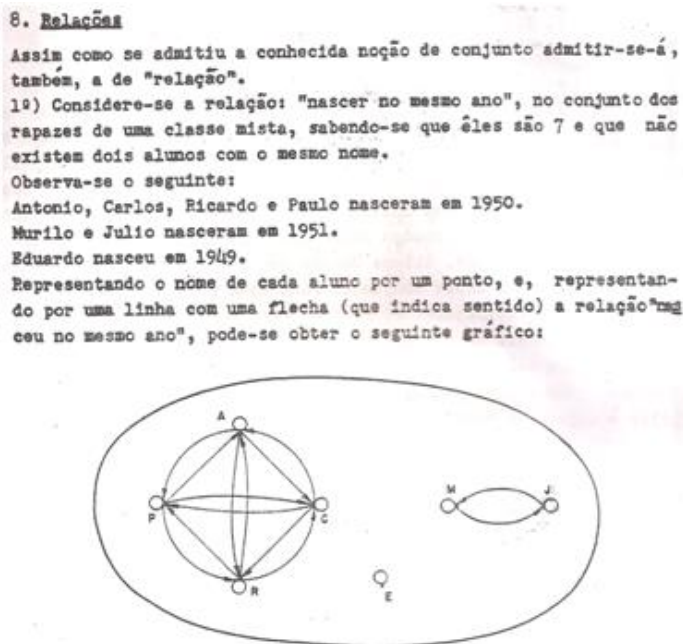 8. Relações
Assim como se admitiu a conhecida noção de conjunto admitir-se-á,
também, a de "relação".
1º) Considere-se a relação: "nascer no mesmo ano", no conjunto dos
rapazes de uma classe mista, sabendo-se que êles são 7 e que não
existem dois alunos com o mesmo nome.
Observa-se o seguinte:
Antonio, Carlos, Ricardo e Paulo nasceram em 1950.
Murilo e Julio nasceram em 1951.
Eduardo nasceu em 1949.
Representando o nome de cada aluno por um ponto, e, representan-
do por uma linha com uma flecha (que indica sentido) a relação"nas
ceu no mesmo ano", pode-se obter o seguinte gráfico:
A
M J
P C
E
R